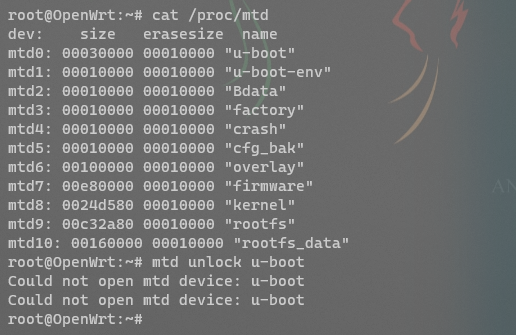 root@OpenWrt:~# cat /proc/mtd
dev:    size   erasesize  name
mtd0: 00030000 00010000 "u-boot"
mtd1: 00010000 00010000 "u-boot-env"
mtd2: 00010000 00010000 "Bdata"
mtd3: 00010000 00010000 "factory"
mtd4: 00010000 00010000 "crash"
mtd5: 00010000 00010000 "cfg_bak"
mtd6: 00100000 00010000 "overlay"
mtd7: 00e80000 00010000 "firmware"
mtd8: 0024d580 00010000 "kernel"
mtd9: 00c32a80 00010000 "rootfs"
mtd10: 00160000 00010000 "rootfs_data"
root@OpenWrt:~# mtd unlock u-boot
Could not open mtd device: u-boot
Could not open mtd device: u-boot
root@OpenWrt:~#